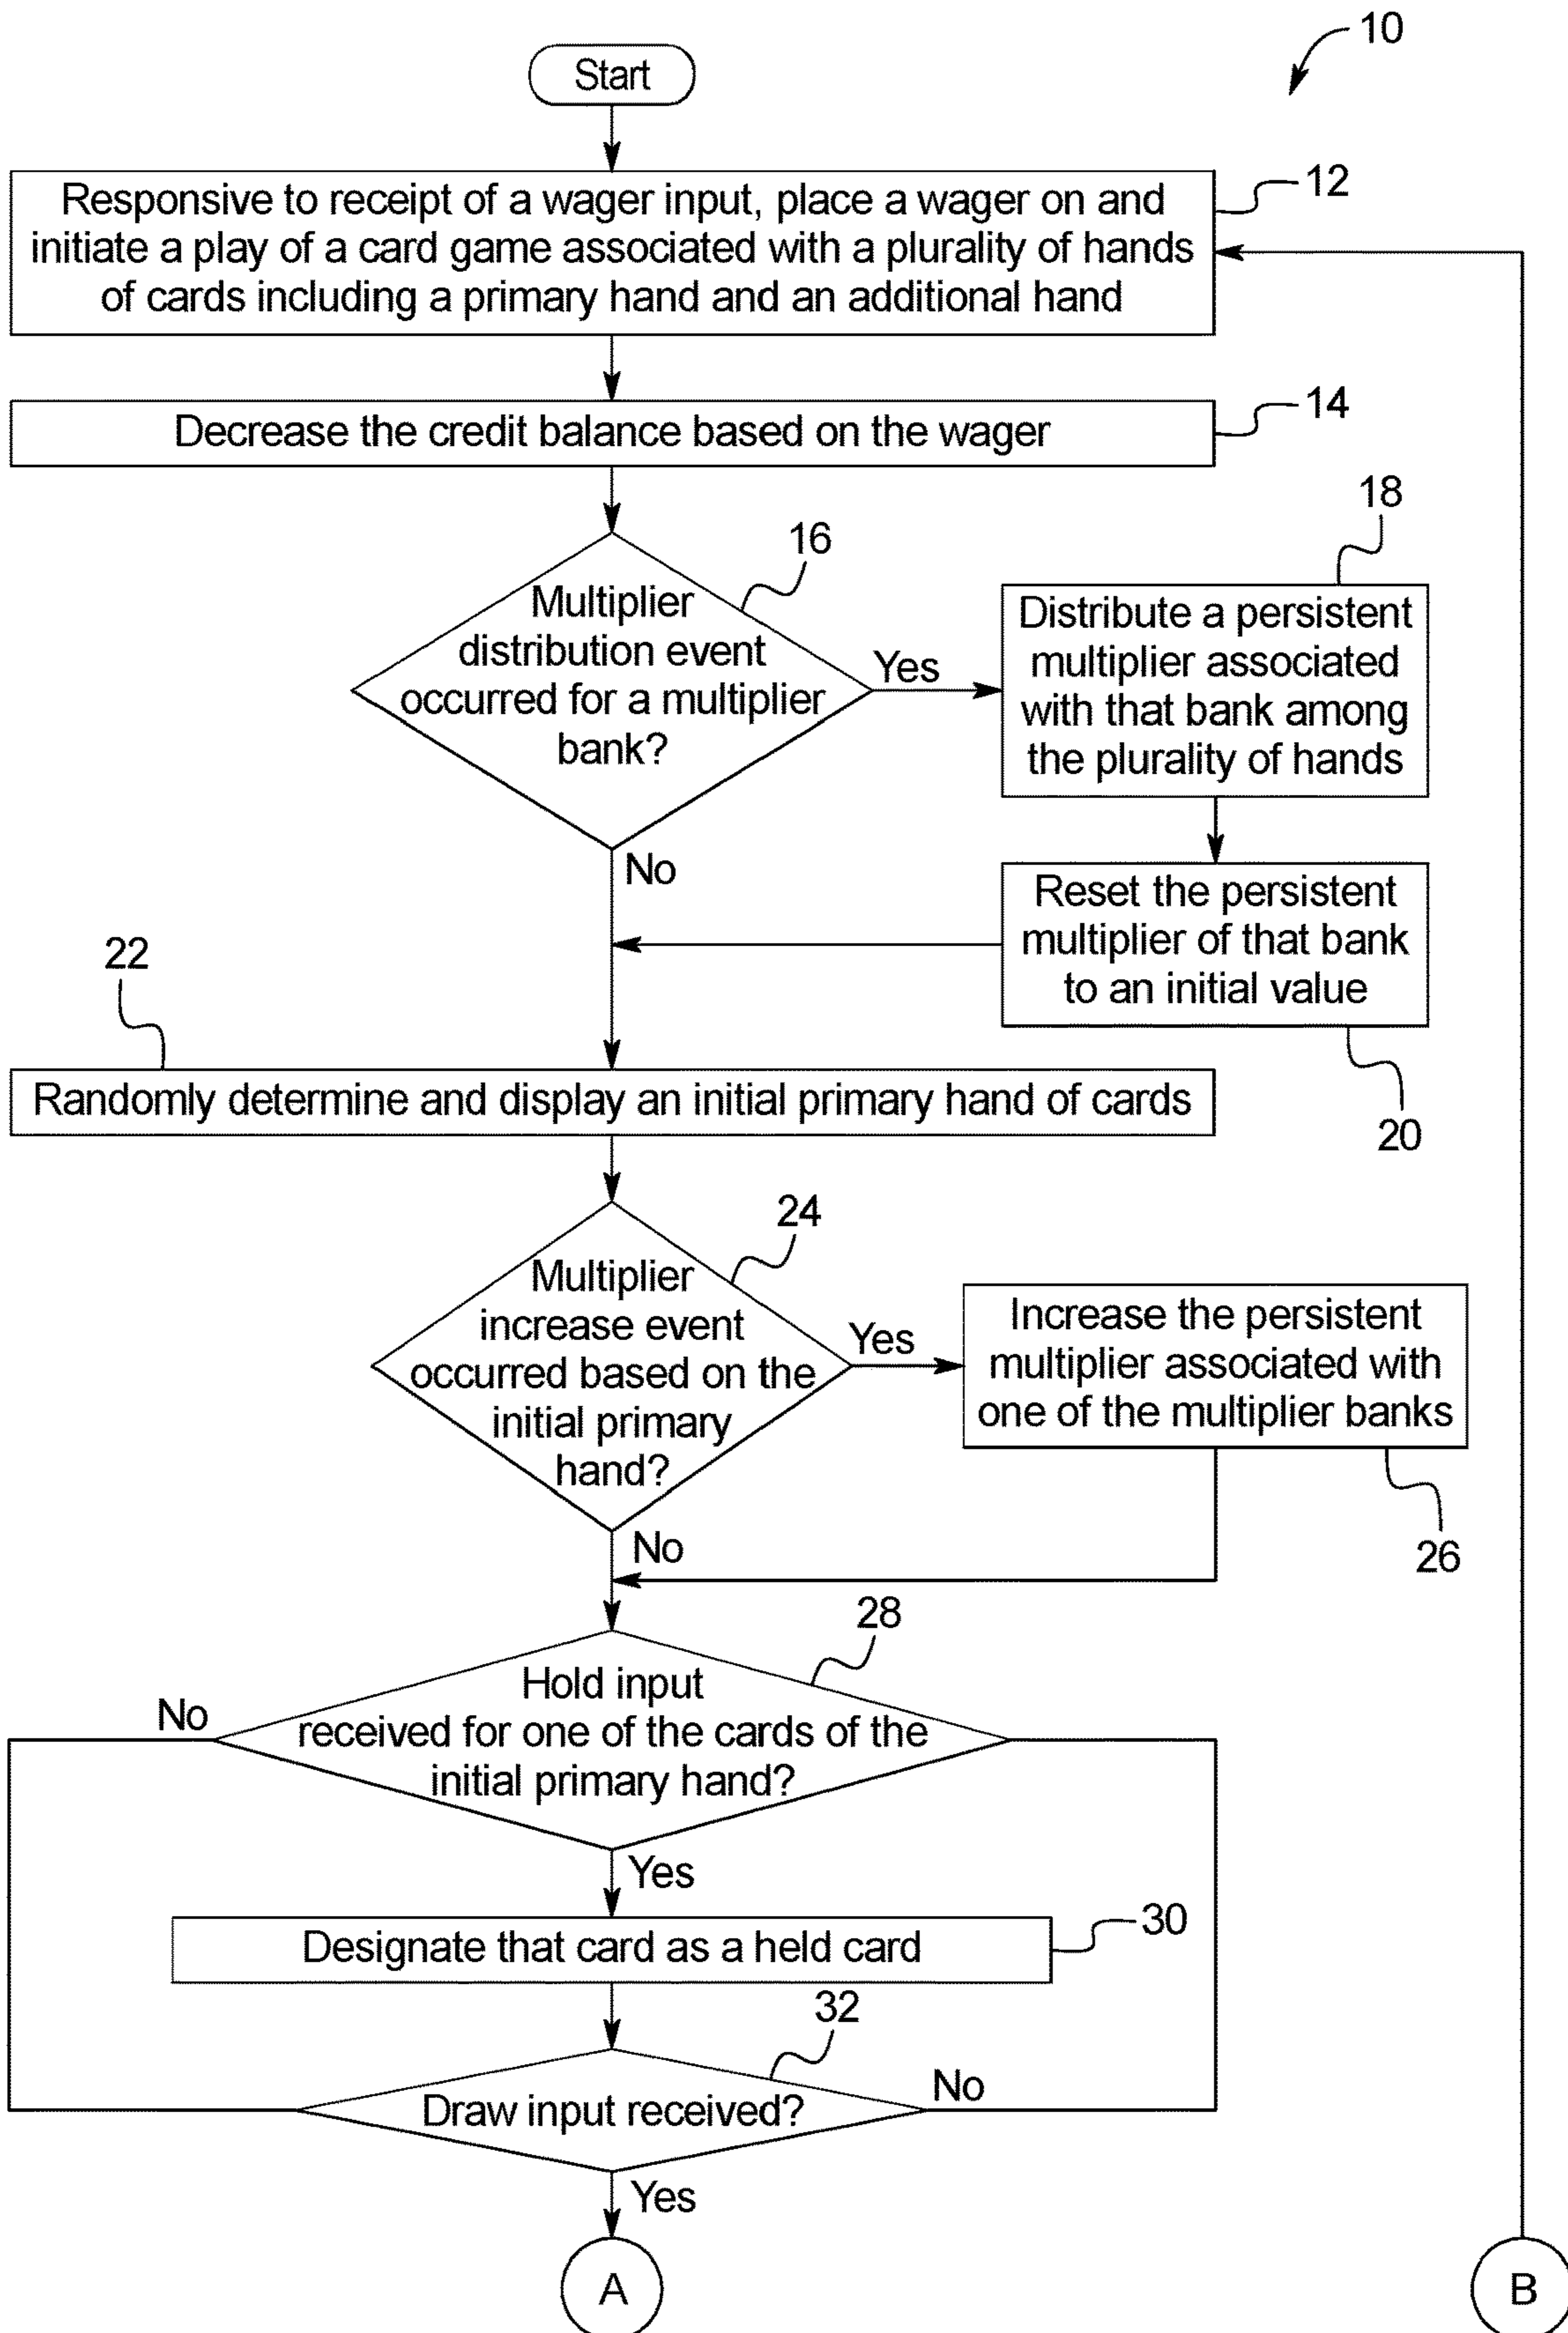 10
Start
Responsive to receipt of a wager input, place a wager on and
initiate a play of a card game associated with a plurality of hands
of cards including a primary hand and an additional hand
12
Decrease the credit balance based on the wager
14
16
Multiplier
distribution event
occurred for a multiplier
bank?
Yes
No
18
Distribute a persistent
multiplier associated
with that bank among
the plurality of hands
Reset the persistent
multiplier of that bank
to an initial value
20
22
Randomly determine and display an initial primary hand of cards
24
Multiplier
increase event
occurred based on the
initial primary
hand?
Yes
No
Increase the persistent
multiplier associated with
one of the multiplier banks
26
28
Hold input
received for one of the cards of the
initial primary hand?
No
Yes
Designate that card as a held card
30
32
Draw input received?
No
Yes
A
B